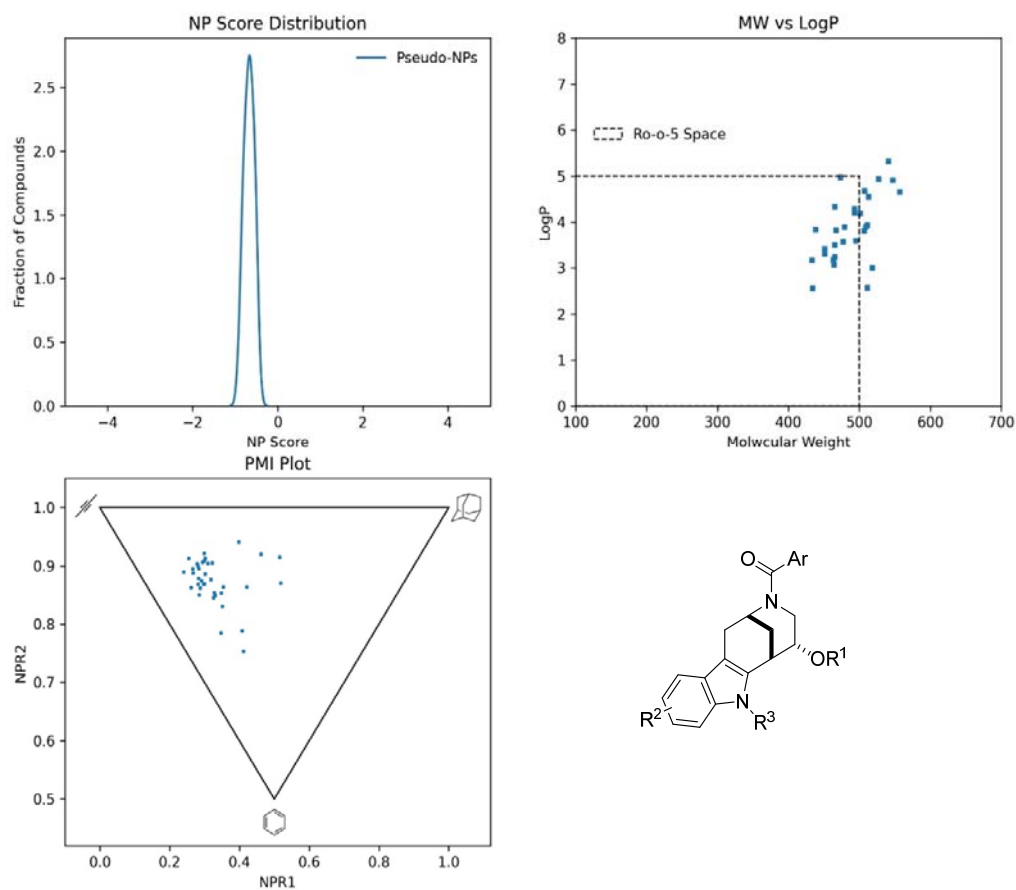 NP Score Distribution
Pseudo-NPs
Fraction of Compounds
2.5
2.0
1.5
1.0
0.5
0.0
−4 −2 0 2 4
NP Score
MW vs LogP
Ro-o-5 Space
LogP
8
7
6
5
4
3
2
1
0
100 200 300 400 500 600 700
Molwcular Weight
PMI Plot
NPR2
1.0
0.9
0.8
0.7
0.6
0.5
0.0 0.2 0.4 0.6 0.8 1.0
NPR1
O Ar
N
OR¹
R²
N
R³